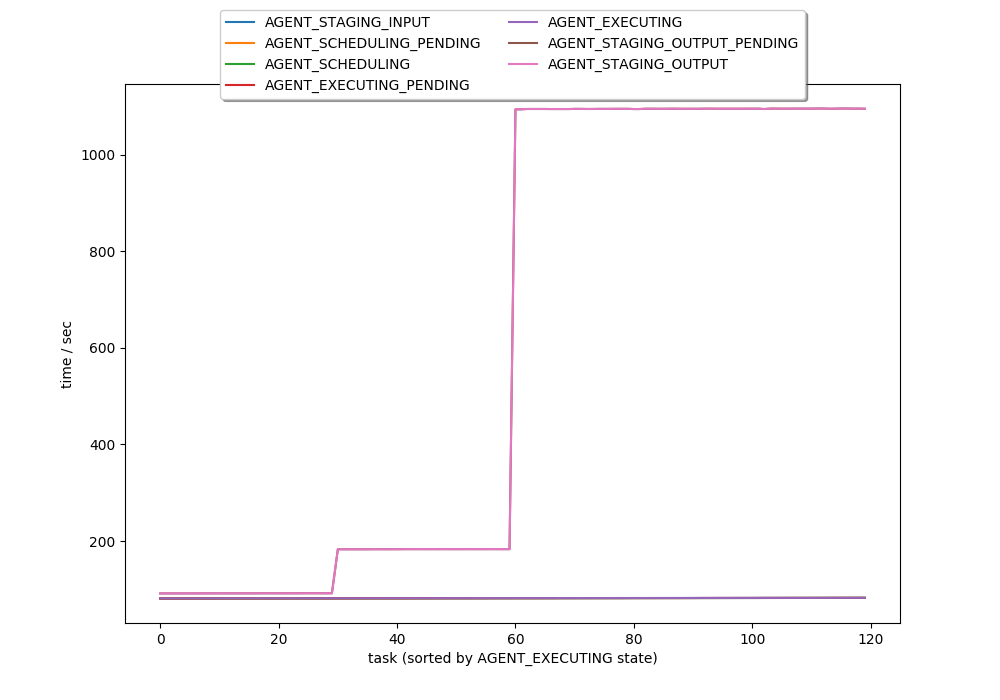 AGENT_STAGING_INPUT
AGENT_SCHEDULING_PENDING
AGENT_SCHEDULING
AGENT_EXECUTING_PENDING
AGENT_EXECUTING
AGENT_STAGING_OUTPUT_PENDING
AGENT_STAGING_OUTPUT
1000
800
600
400
200
time / sec
0 20 40 60 80 100 120
task (sorted by AGENT_EXECUTING state)